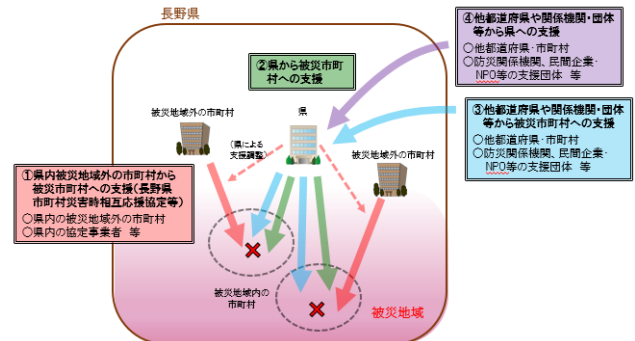 長野県
④他都道府県や関係機関・団体
等から県への支援
○他都道府県・市町村
○防災関係機関、民間企業・
NPO等の支援団体 等
②県から被災市町
村への支援
③他都道府県や関係機関・団体
等から被災市町村への支援
○他都道府県・市町村
○防災関係機関、民間企業・
NPO等の支援団体 等
被災地域外の市町村
県
(県による
支援調整)
被災地域外の市町村
①県内被災地域外の市町村から
被災市町村への支援(長野県
市町村災害時相互応援協定等)
○県内の被災地域外の市町村
○県内の協定事業者 等
被災地域内の
市町村
被災地域